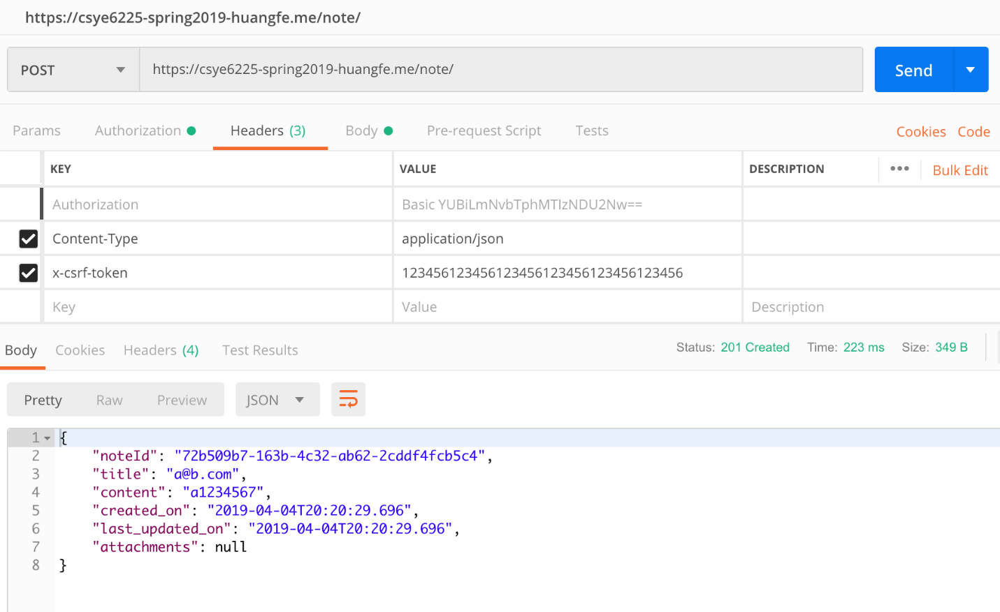 https://csye6225-spring2019-huangfe.me/note/
POST https://csye6225-spring2019-huangfe.me/note/ Send
Params Authorization Headers (3) Body Pre-request Script Tests Cookies Code
KEY VALUE DESCRIPTION ••• Bulk Edit
Authorization Basic YUBiLmNvbTphMTIzNDU2Nw==
Content-Type application/json
x-csrf-token 123456123456123456123456123456123456
Key Value Description
Body Cookies Headers (4) Test Results Status: 201 Created Time: 223 ms Size: 349 B
Pretty Raw Preview JSON
1 {
2 "noteId": "72b509b7-163b-4c32-ab62-2cddf4fcb5c4",
3 "title": "a@b.com",
4 "content": "a1234567",
5 "created_on": "2019-04-04T20:20:29.696",
6 "last_updated_on": "2019-04-04T20:20:29.696",
7 "attachments": null
8 }